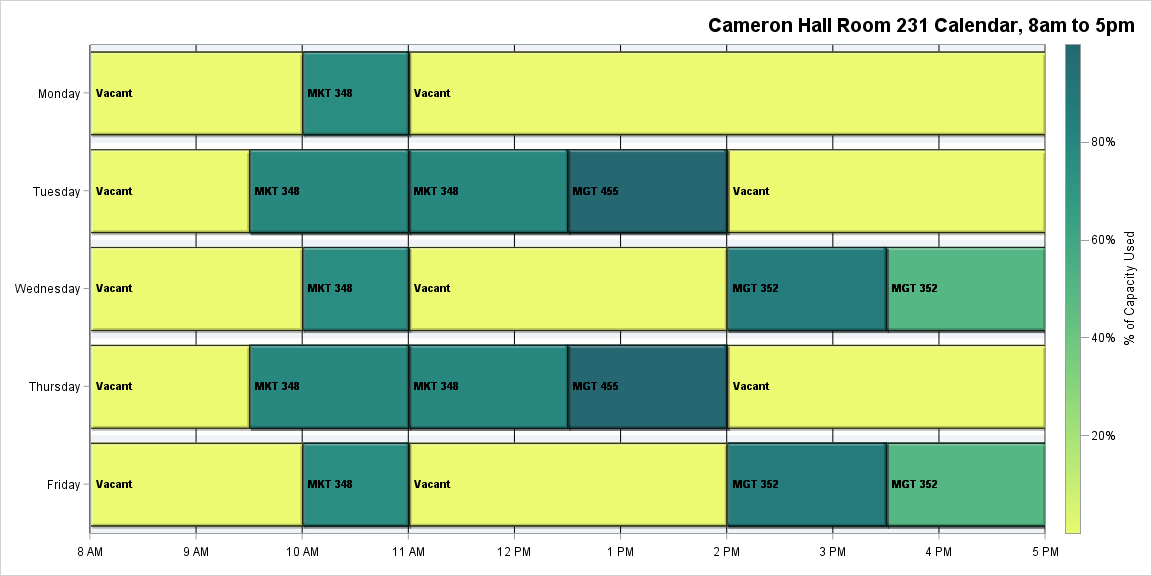 Cameron Hall Room 231 Calendar, 8am to 5pm
Monday
Vacant
MKT 348
Vacant
Tuesday
Vacant
MKT 348
MKT 348
MGT 455
Vacant
Wednesday
Vacant
MKT 348
Vacant
MGT 352
MGT 352
Thursday
Vacant
MKT 348
MKT 348
MGT 455
Vacant
Friday
Vacant
MKT 348
Vacant
MGT 352
MGT 352
8 AM
9 AM
10 AM
11 AM
12 PM
1 PM
2 PM
3 PM
4 PM
5 PM
80%
60%
40%
20%
% of Capacity Used